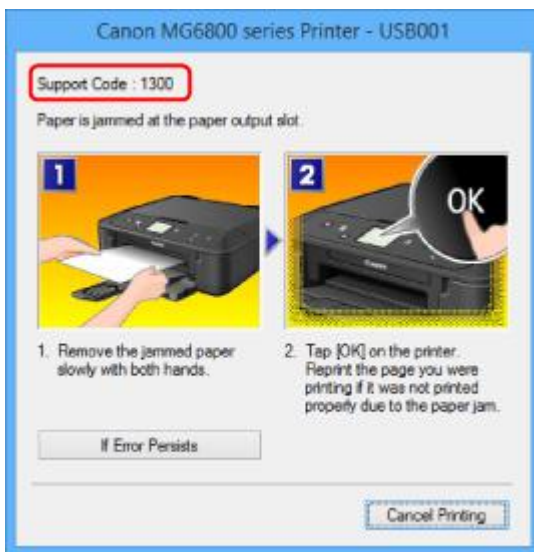 Canon MG6800 series Printer - USB001
Support Code : 1300
Paper is jammed at the paper output slot.
1
2
OK
1. Remove the jammed paper
slowly with both hands.
2. Tap [OK] on the printer.
Reprint the page you were
printing if it was not printed
properly due to the paper jam.
If Error Persists
Cancel Printing